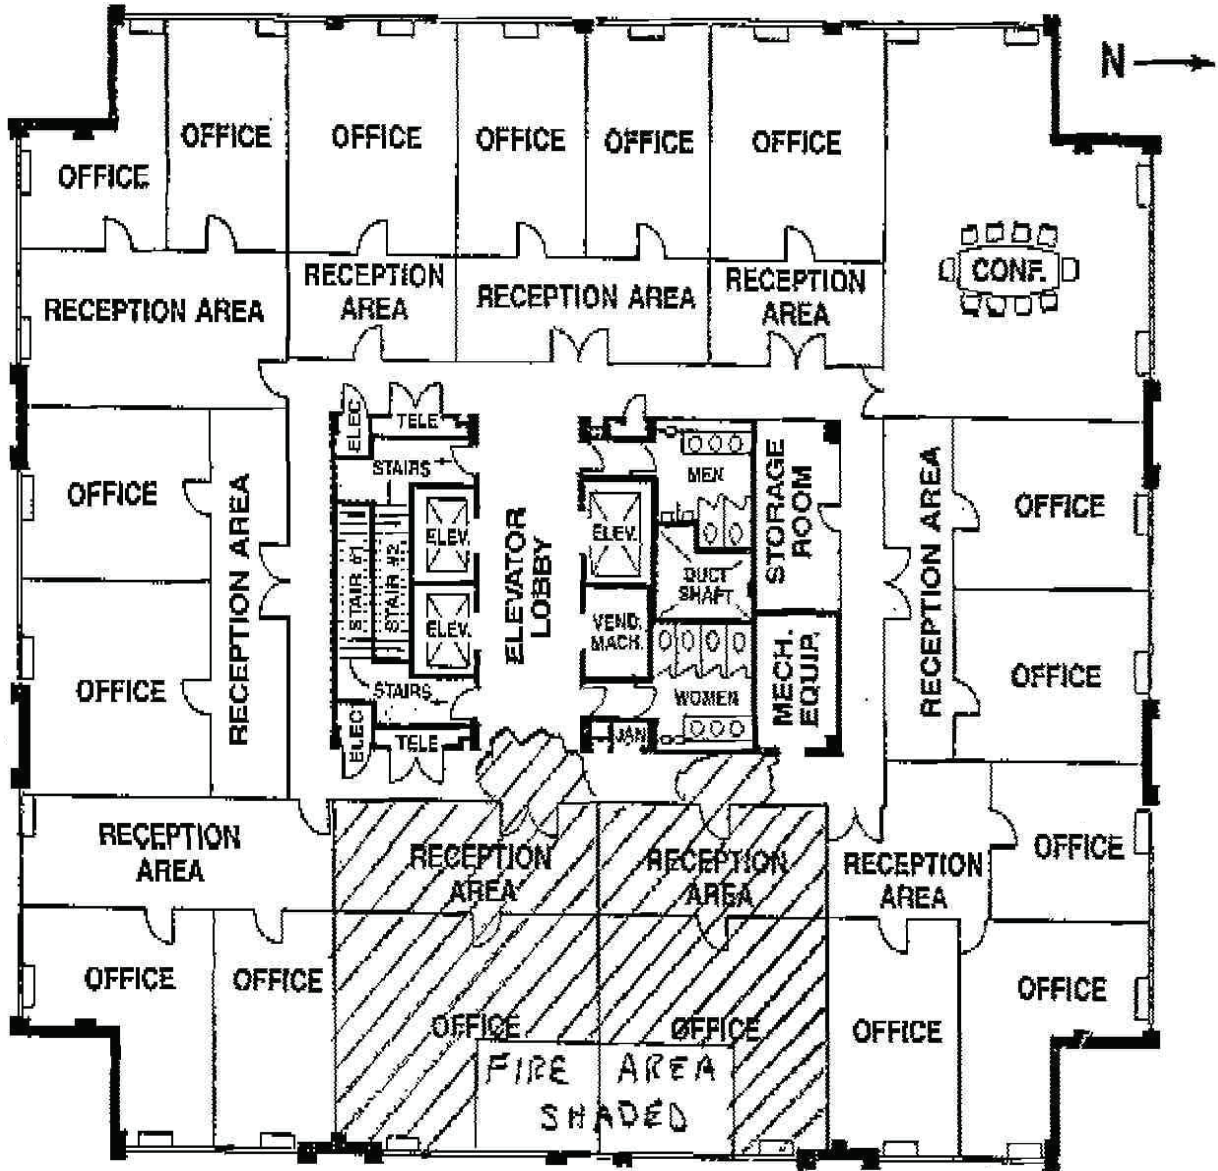 OFFICE OFFICE OFFICE OFFICE OFFICE OFFICE
N
CONF.
RECEPTION AREA
RECEPTION
AREA
RECEPTION AREA
RECEPTION
AREA
ELEC
TELE
STAIRS
MEN
STORAGE
ROOM
OFFICE
RECEPTION AREA
ELEV.
ELEVATOR
LOBBY
ELEV.
RECEPTION AREA
OFFICE
STAIR #1
STAIR #2
DUCT
SHAFT
ELEV.
VEND.
MACH.
MECH.
EQUIP.
OFFICE
OFFICE
STAIRS
WOMEN
ELEC
TELE
JAN
RECEPTION
AREA
RECEPTION
AREA
RECEPTION
AREA
RECEPTION
AREA
OFFICE
OFFICE
OFFICE
OFFICE
OFFICE
OFFICE
OFFICE
FIRE AREA
SHADED